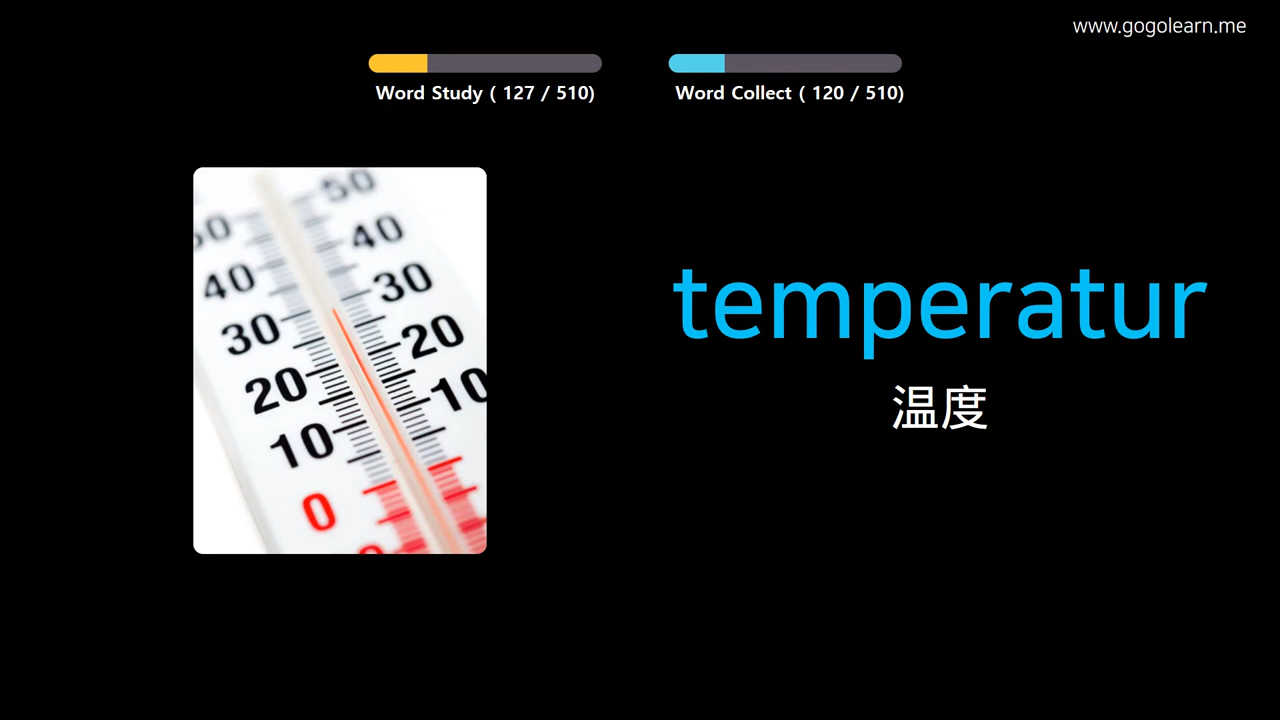 www.gogolearn.me
Word Study ( 127 / 510)
Word Collect ( 120 / 510)
50
50
40
40
30
30
20
20
10
10
0
temperatur
温度